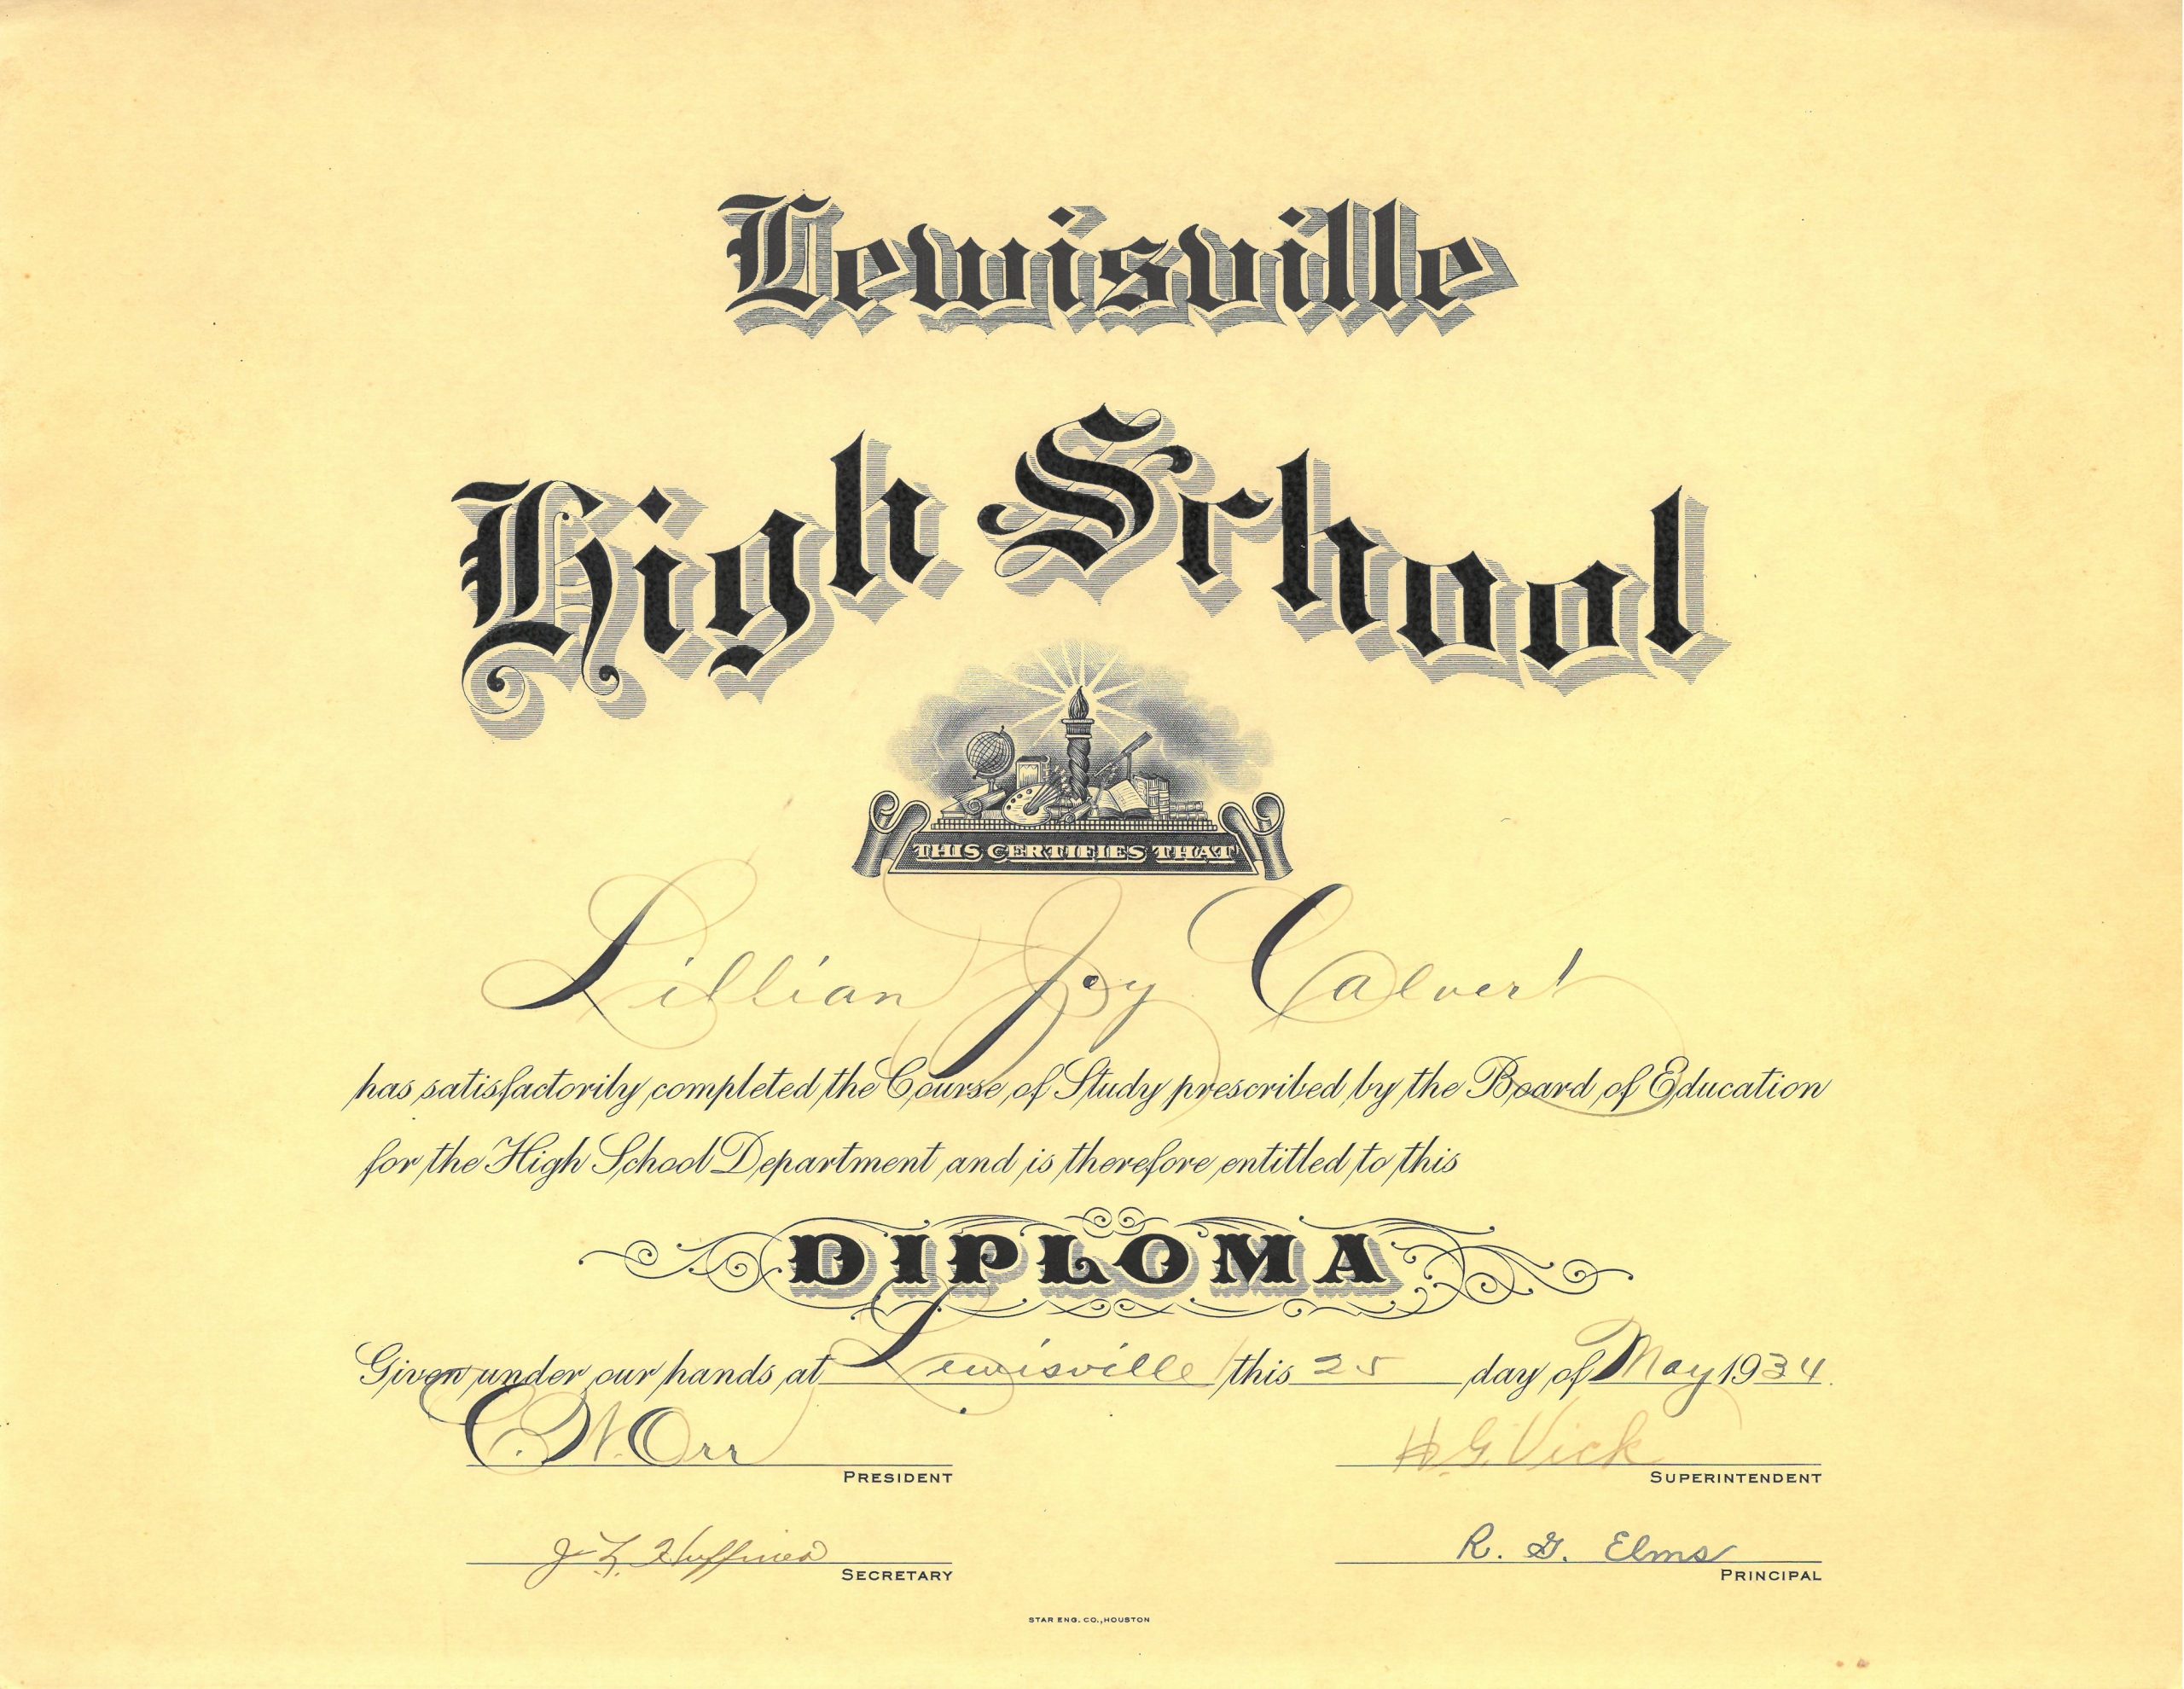 Lewisville
High School
THIS CERTIFIES THAT
Lillian Joy Calvert
has satisfactorily completed the Course of Study prescribed by the Board of Education
for the High School Department and is therefore entitled to this
DIPLOMA
Given under our hands at Lewisville this 25 day of May 1934.
Orr
PRESIDENT
H. G. Vick
SUPERINTENDENT
Huffines
SECRETARY
R. G. Elms
PRINCIPAL
STAR ENG. CO., HOUSTON